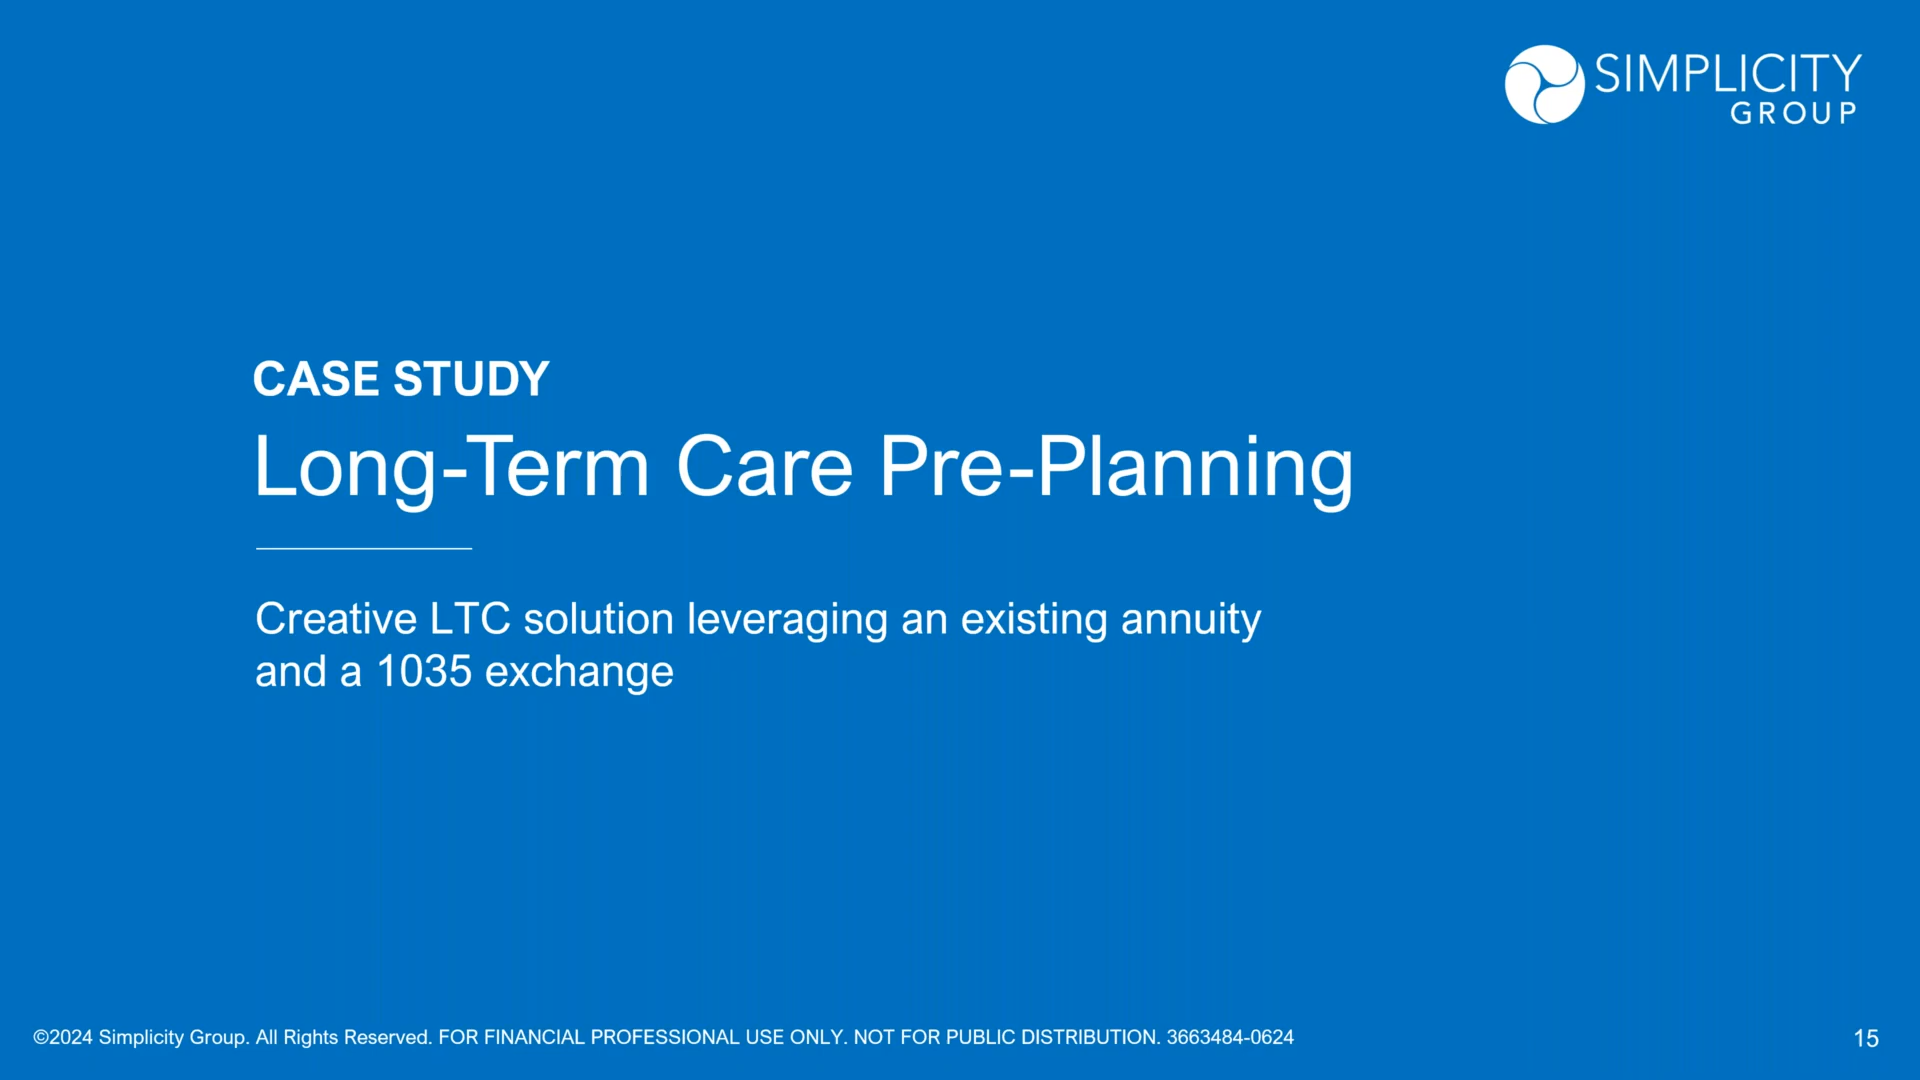 SIMPLICITY
GROUP
CASE STUDY
Long-Term Care Pre-Planning
Creative LTC solution leveraging an existing annuity
and a 1035 exchange
©2024 Simplicity Group. All Rights Reserved. FOR FINANCIAL PROFESSIONAL USE ONLY. NOT FOR PUBLIC DISTRIBUTION. 3663484-0624
15